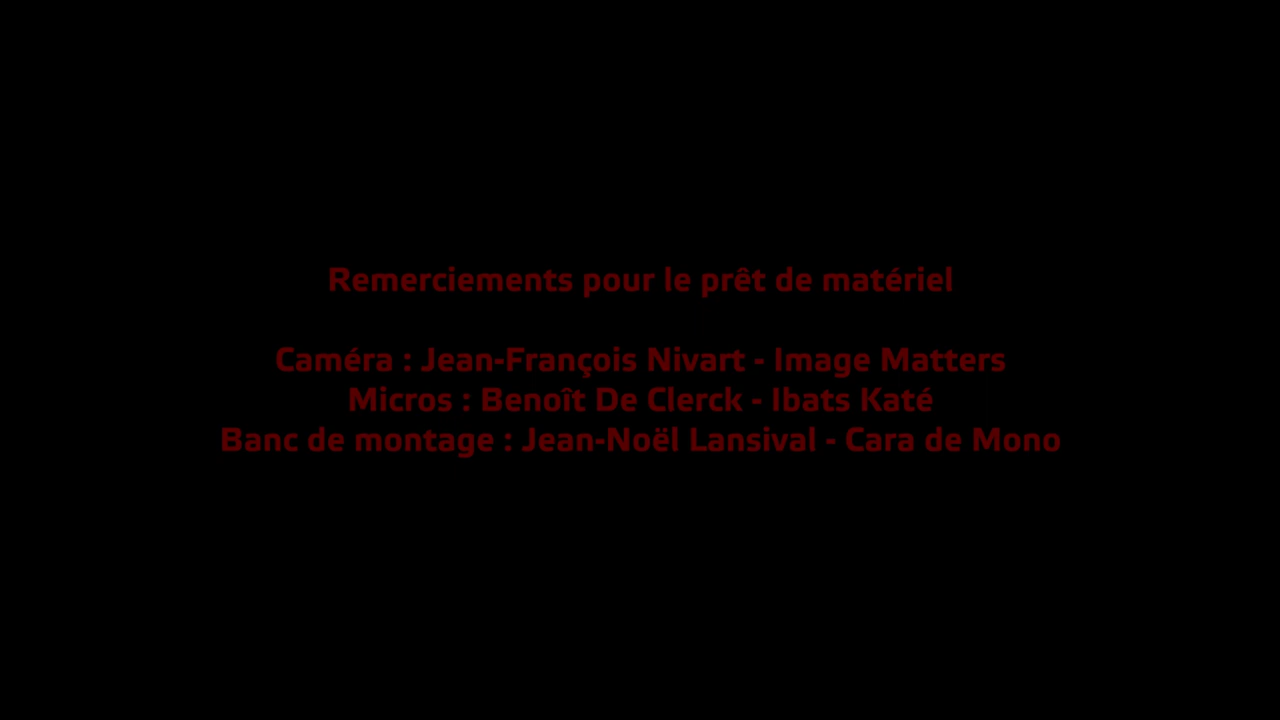 Remerciements pour le prêt de matériel
Caméra : Jean-François Nivart - Image Matters
Micros : Benoît De Clerck - Ibats Katé
Banc de montage : Jean-Noël Lansival - Cara de Mono